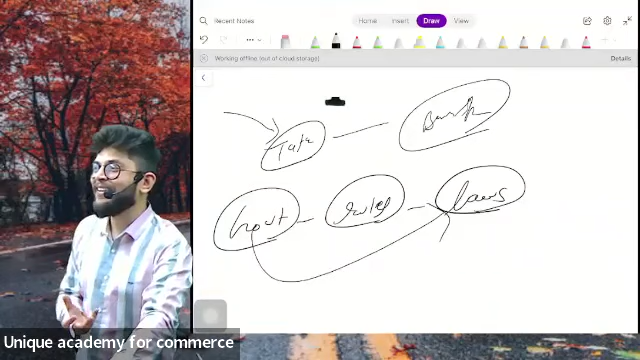 Recent Notes
Home Insert Draw View
Working offline (out of cloud storage)
Details
Tata
Govt rules laws
Unique academy for commerce